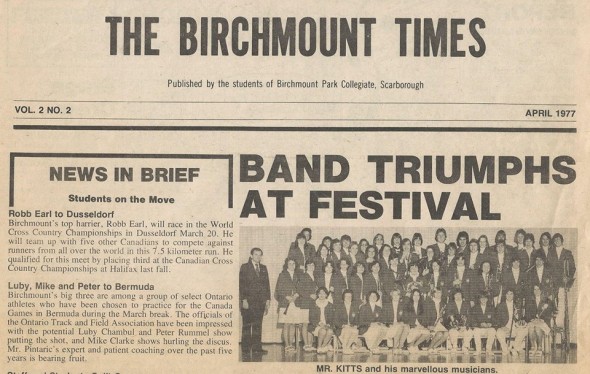 THE BIRCHMOUNT TIMES
Published by the students of Birchmount Park Collegiate, Scarborough
VOL. 2 NO. 2
APRIL 1977
NEWS IN BRIEF
Students on the Move
Robb Earl to Dusseldorf
Birchmount's top harrier, Robb Earl, will race in the World
Cross Country Championships in Dusseldorf March 20. He
will team up with five other Canadians to compete against
runners from all over the world in this 7.5 kilometer run. He
qualified for this meet by placing third at the Canadian Cross
Country Championships at Halifax last fall.
Luby, Mike and Peter to Bermuda
Birchmount's big three are among a group of select Ontario
athletes who have been chosen to practice for the Canada
Games in Bermuda during the March break. The officials of
the Ontario Track and Field Association have been impressed
with the potential Luby Chambul and Peter Rummel show
putting the shot, and Mike Clarke shows hurling the discus.
Mr. Pintaric's expert and patient coaching over the past five
years is bearing fruit.
BAND TRIUMPHS
AT FESTIVAL
MR. KITTS and his marvellous musicians.